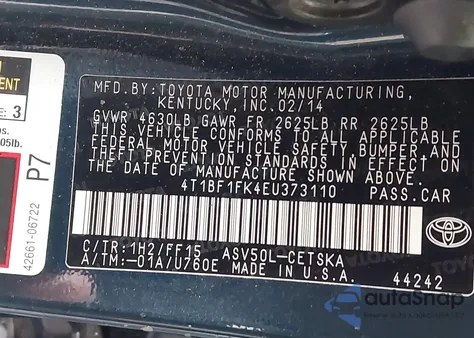 MFD.BY:TOYOTA MOTOR MANUFACTURING,
KENTUCKY,INC.02/14
GVWR 4630LB GAWR FR 2625LB RR 2625LB
THIS VEHICLE CONFORMS TO ALL APPLICABLE
FEDERAL MOTOR VEHICLE SAFETY,BUMPER AND
THEFT PREVENTION STANDARDS IN EFFECT ON
THE DATE OF MANUFACTURE SHOWN ABOVE.
4T1BF1FK4EU373110 PASS.CAR
C/TR:1H2/FF15 ASV50L-CETSKA
A/TM:-01A/U760E MADE IN U.S.A.
44242
TOYOTA
3
P7
42661-06722
autoSnap